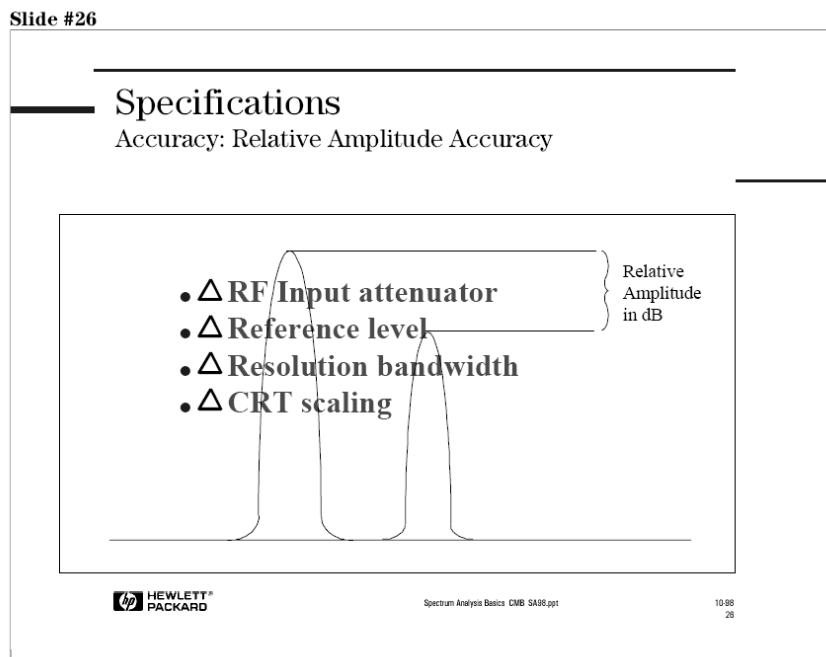 Slide #26
Specifications
Accuracy: Relative Amplitude Accuracy
• Δ RF Input attenuator
• Δ Reference level
• Δ Resolution bandwidth
• Δ CRT scaling
Relative
Amplitude
in dB
hp HEWLETT®
PACKARD
Spectrum Analysis Basics CMB SA98.ppt
10-98
26